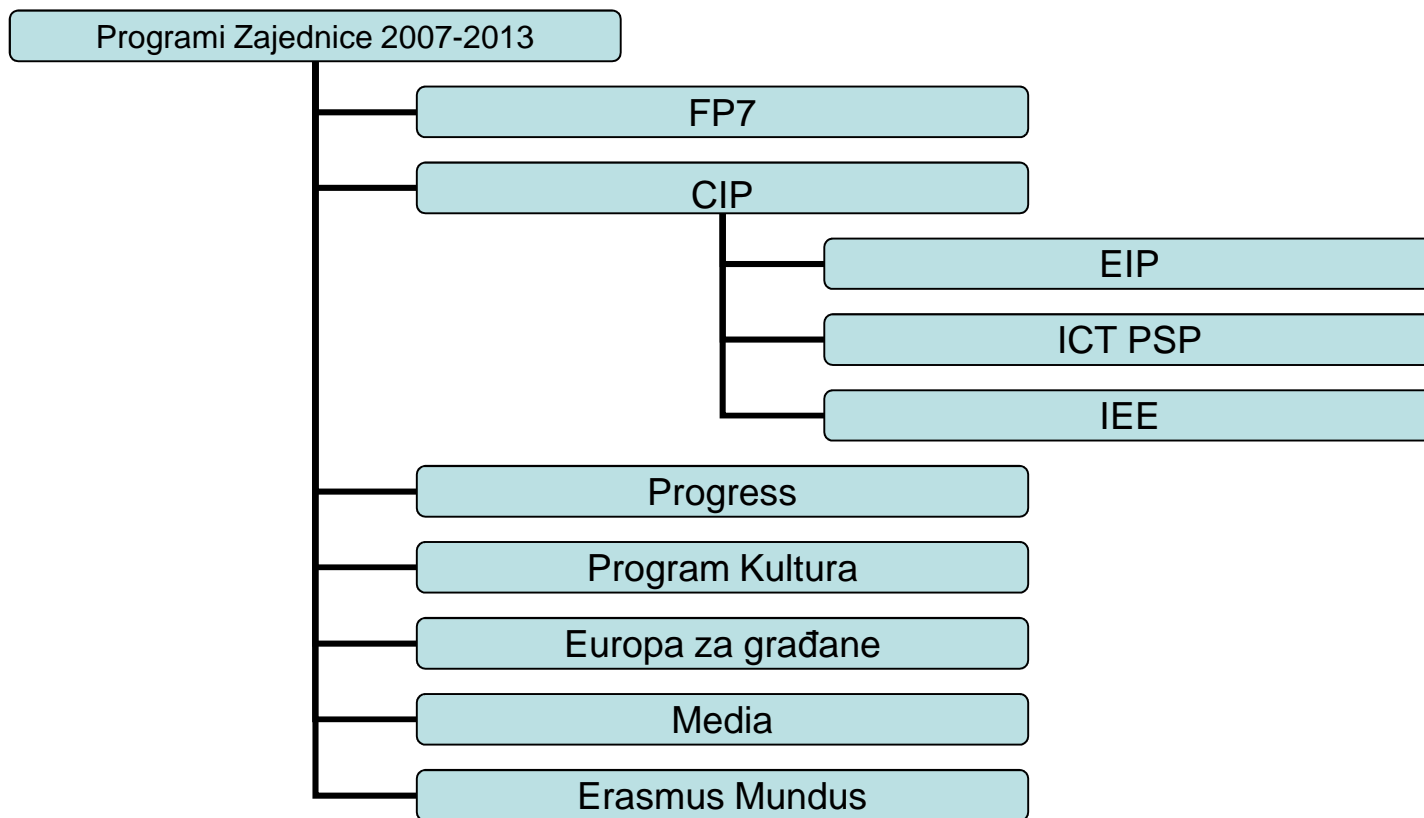 Programi Zajednice 2007-2013
FP7
CIP
EIP
ICT PSP
IEE
Progress
Program Kultura
Europa za građane
Media
Erasmus Mundus